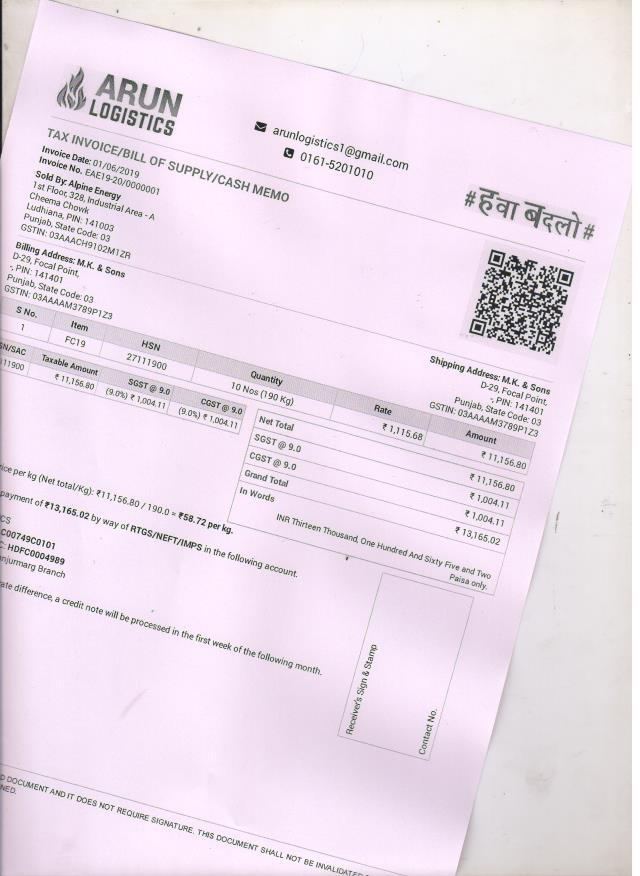 ARUN
LOGISTICS
arunlogistics1@gmail.com
0161-5201010
TAX INVOICE/BILL OF SUPPLY/CASH MEMO
#हवा बदलो#
Invoice Date: 01/06/2019
Invoice No. EAE19-20/0000001
Sold By: Alpine Energy
1st Floor, 328, Industrial Area - A
Cheema Chowk
Ludhiana, PIN: 141003
Punjab, State Code: 03
GSTIN: 03AAACH9102M1ZR
Billing Address: M.K. & Sons
D-29, Focal Point,
-, PIN: 141401
Punjab, State Code: 03
GSTIN: 03AAAAM3789P1Z3
Shipping Address: M.K. & Sons
D-29, Focal Point,
-, PIN: 141401
Punjab, State Code: 03
GSTIN: 03AAAAM3789P1Z3
S No. Item HSN Quantity Rate Amount
1 FC19 27111900 10 Nos (190 Kg) ₹ 1,115.68 ₹ 11,156.80
SN/SAC Taxable Amount SGST @ 9.0 CGST @ 9.0
11900 ₹ 11,156.80 (9.0%) ₹ 1,004.11 (9.0%) ₹ 1,004.11
Net Total ₹ 11,156.80
SGST @ 9.0 ₹ 1,004.11
CGST @ 9.0 ₹ 1,004.11
Grand Total ₹ 13,165.02
In Words
INR Thirteen Thousand, One Hundred And Sixty Five and Two
Paisa only.
ice per kg (Net total/Kg): ₹11,156.80 / 190.0 = ₹58.72 per kg.
payment of ₹13,165.02 by way of RTGS/NEFT/IMPS in the following account.
CS
C00749C0101
C: HDFC0004989
njurmarg Branch
ate difference, a credit note will be processed in the first week of the following month.
Receiver's Sign & Stamp
Contact No.
D DOCUMENT AND IT DOES NOT REQUIRE SIGNATURE. THIS DOCUMENT SHALL NOT BE INVALIDATED
NED.